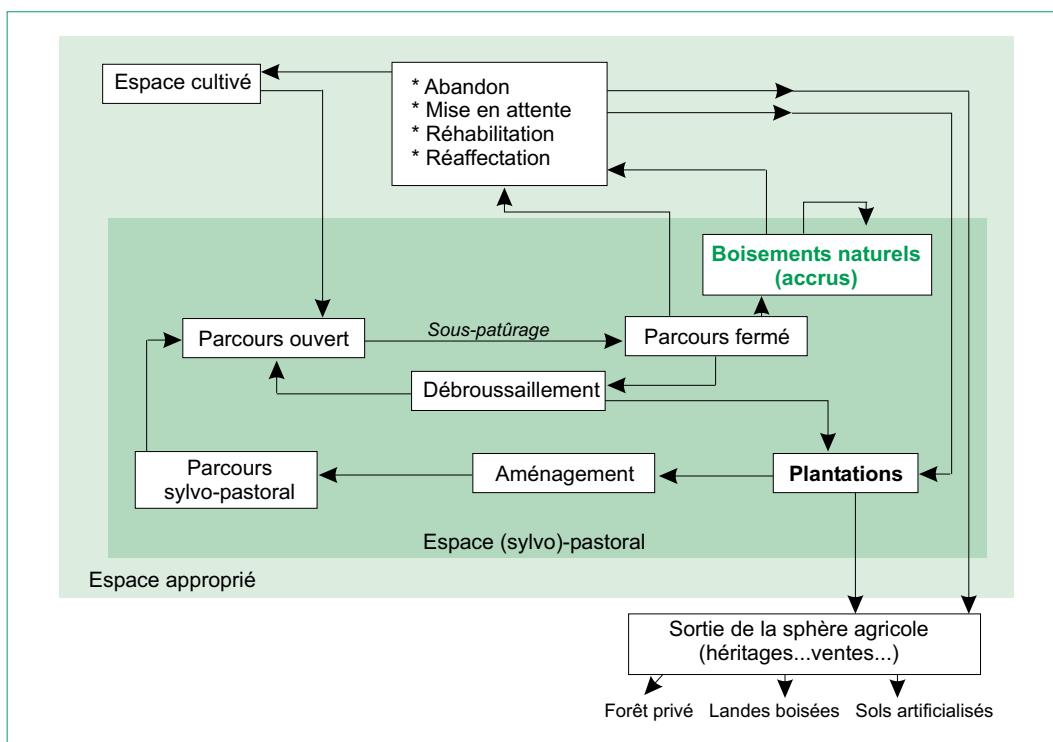 Espace cultivé
* Abandon
* Mise en attente
* Réhabilitation
* Réaffectation
Boisements naturels
(accrus)
Parcours ouvert
Sous-patûrage
Parcours fermé
Débroussaillement
Parcours
sylvo-pastoral
Aménagement
Plantations
Espace (sylvo)-pastoral
Espace approprié
Sortie de la sphère agricole
(héritages...ventes...)
Forêt privé
Landes boisées
Sols artificialisés